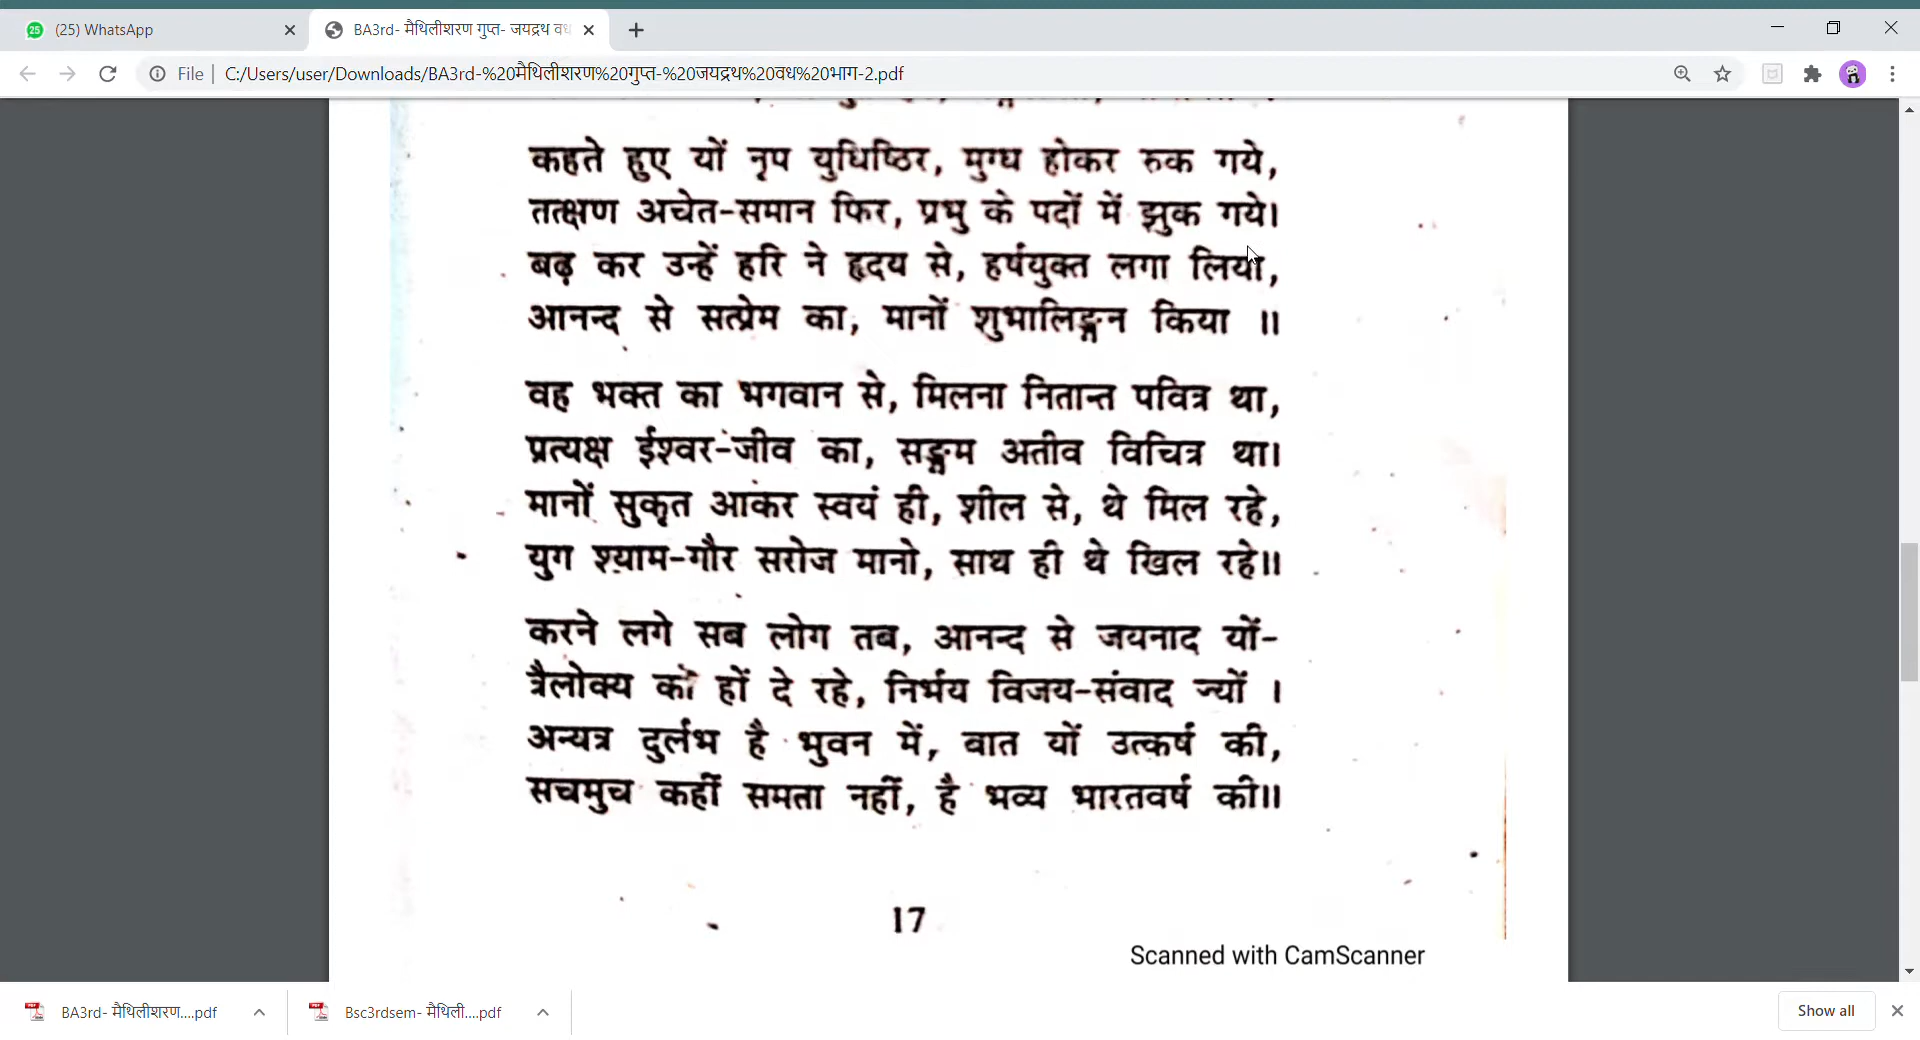 (25) WhatsApp
BA3rd- मैथिलीशरण गुप्त- जयद्रथ वध
File | C:/Users/user/Downloads/BA3rd-%20मैथिलीशरण%20गुप्त-%20जयद्रथ%20वध%20भाग-2.pdf
कहते हुए यों नृप युधिष्ठिर, मुग्ध होकर रुक गये,
तत्क्षण अचेत-समान फिर, प्रभु के पदों में झुक गये।
बढ़ कर उन्हें हरि ने हृदय से, हर्षयुक्त लगा लिया,
आनन्द से सत्प्रेम का, मानों शुभालिङ्गन किया ॥
वह भक्त का भगवान से, मिलना नितान्त पवित्र था,
प्रत्यक्ष ईश्वर-जीव का, सङ्गम अतीव विचित्र था।
मानों सुकृत आकर स्वयं ही, शील से, थे मिल रहे,
युग श्याम-गौर सरोज मानो, साथ ही थे खिल रहे॥
करने लगे सब लोग तब, आनन्द से जयनाद यों-
त्रैलोक्य को हों दे रहे, निर्भय विजय-संवाद ज्यों ।
अन्यत्र दुर्लभ है भुवन में, वात यों उत्कर्ष की,
सचमुच कहीं समता नहीं, है भव्य भारतवर्ष की॥
17
Scanned with CamScanner
BA3rd- मैथिलीशरण....pdf
Bsc3rdsem- मैथिली....pdf
Show all